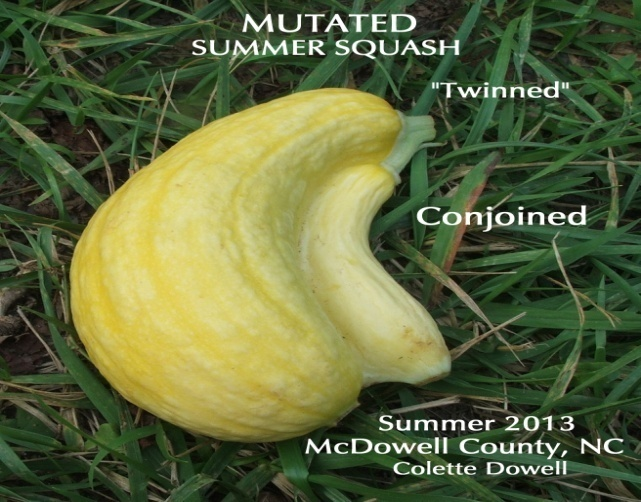 MUTATED
SUMMER SQUASH
"Twinned"
Conjoined
Summer 2013
McDowell County, NC
Colette Dowell